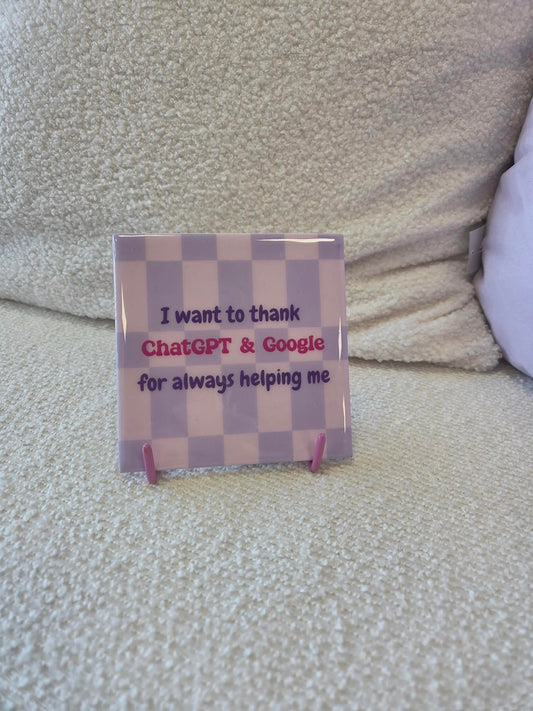 I want to thank
ChatGPT & Google
for always helping me